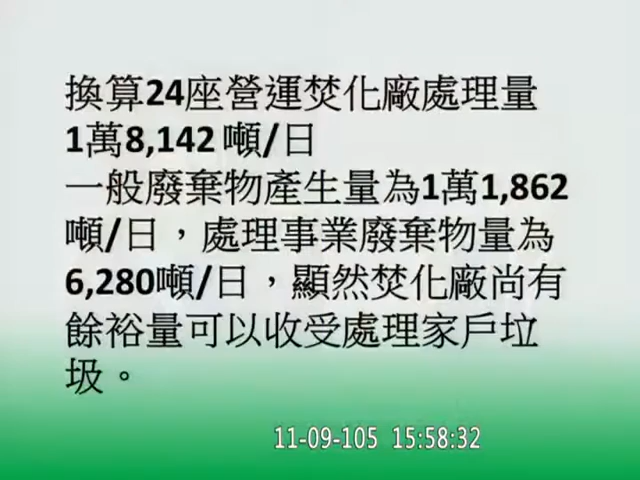 換算24座營運焚化廠處理量
1萬8,142 噸/日
一般廢棄物產生量為1萬1,862
噸/日，處理事業廢棄物量為
6,280噸/日，顯然焚化廠尚有
餘裕量可以收受處理家戶垃
圾。
11-09-105 15:58:32